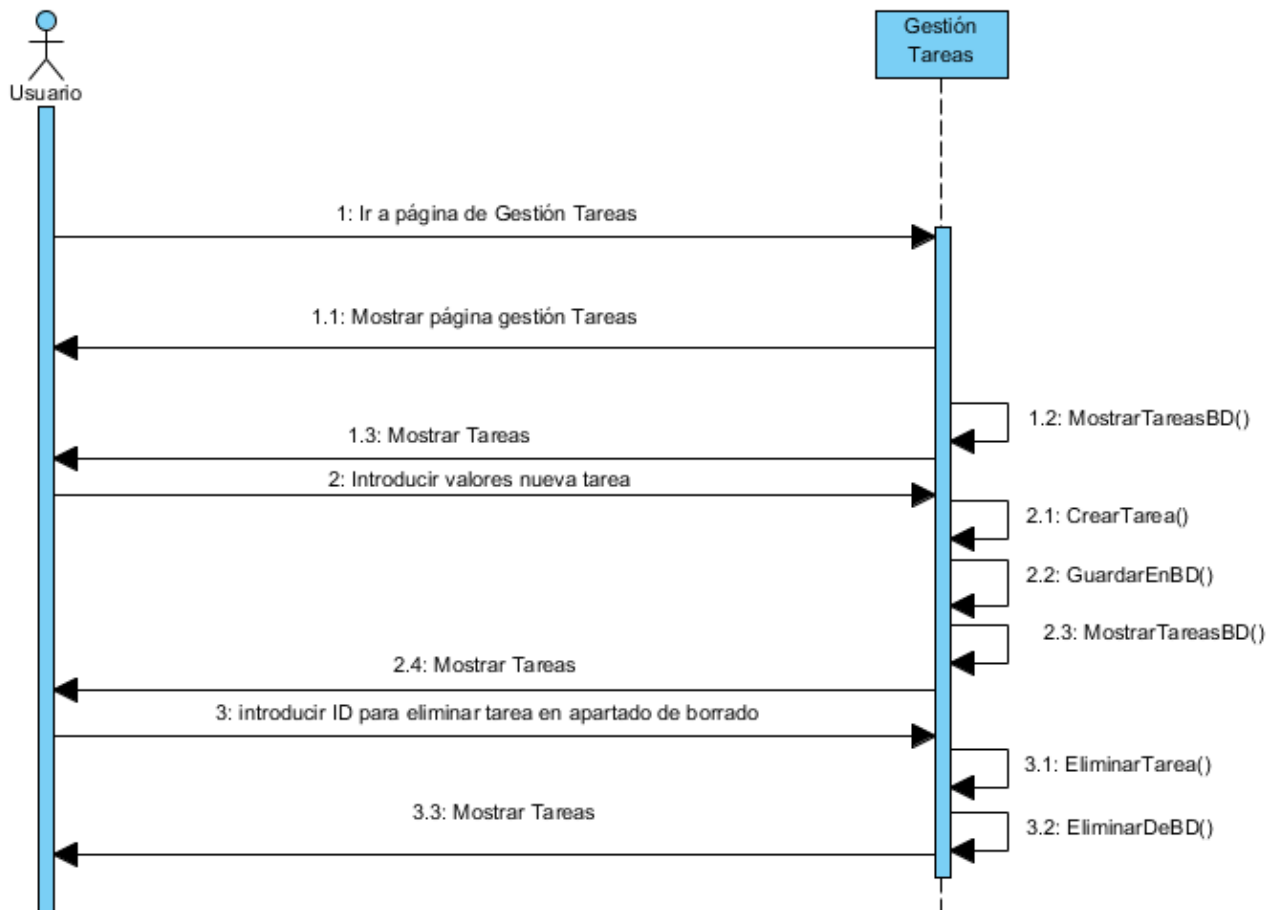 Gestión
Tareas
Usuario
1: Ir a página de Gestión Tareas
1.1: Mostrar página gestión Tareas
1.2: MostrarTareasBD()
1.3: Mostrar Tareas
2: Introducir valores nueva tarea
2.1: CrearTarea()
2.2: GuardarEnBD()
2.3: MostrarTareasBD()
2.4: Mostrar Tareas
3: introducir ID para eliminar tarea en apartado de borrado
3.1: EliminarTarea()
3.3: Mostrar Tareas
3.2: EliminarDeBD()